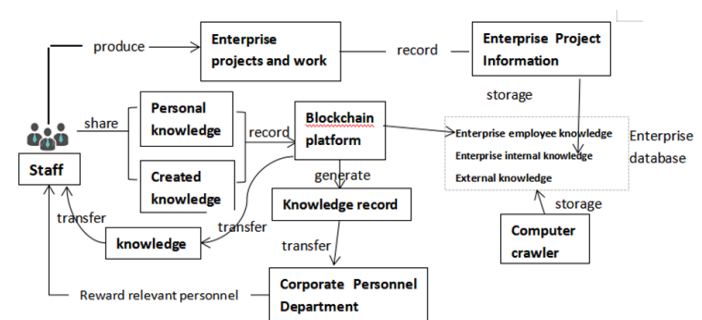 produce
Enterprise
projects and work
record
Enterprise Project
Information
storage
share
Personal
knowledge
Created
knowledge
record
Blockchain
platform
Enterprise employee knowledge
Enterprise internal knowledge
External knowledge
Enterprise
database
Staff
generate
Knowledge record
storage
Computer
crawler
transfer
knowledge
transfer
transfer
Corporate Personnel
Department
Reward relevant personnel